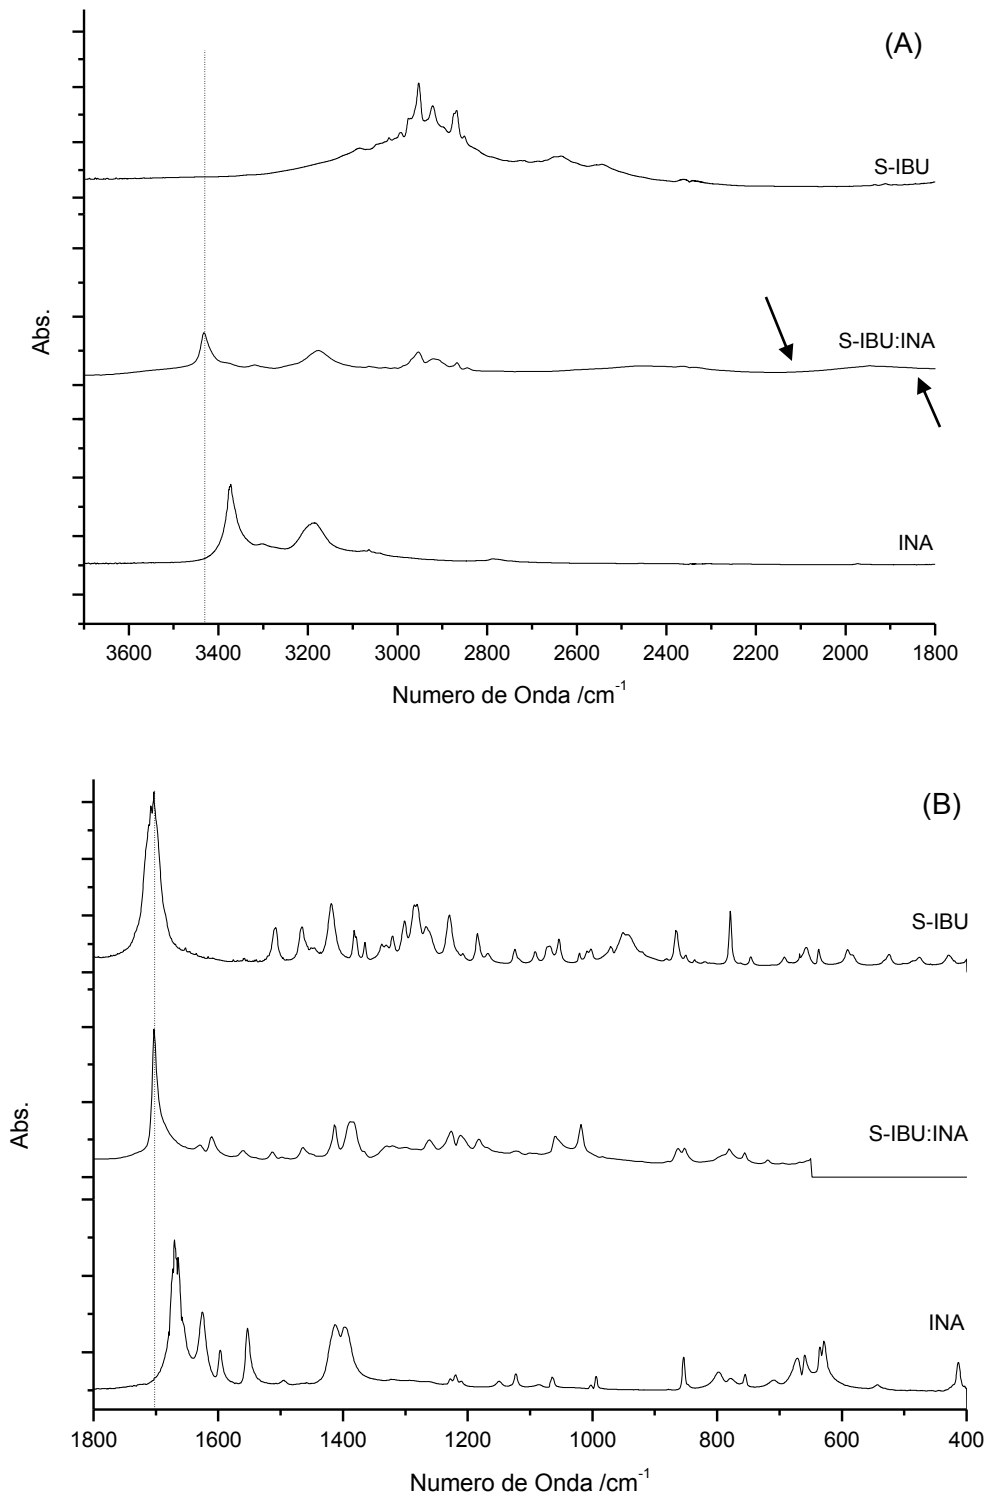 (A)
S-IBU
Abs.
S-IBU:INA
INA
3600 3400 3200 3000 2800 2600 2400 2200 2000 1800
Numero de Onda /cm-1
(B)
S-IBU
Abs.
S-IBU:INA
INA
1800 1600 1400 1200 1000 800 600 400
Numero de Onda /cm-1